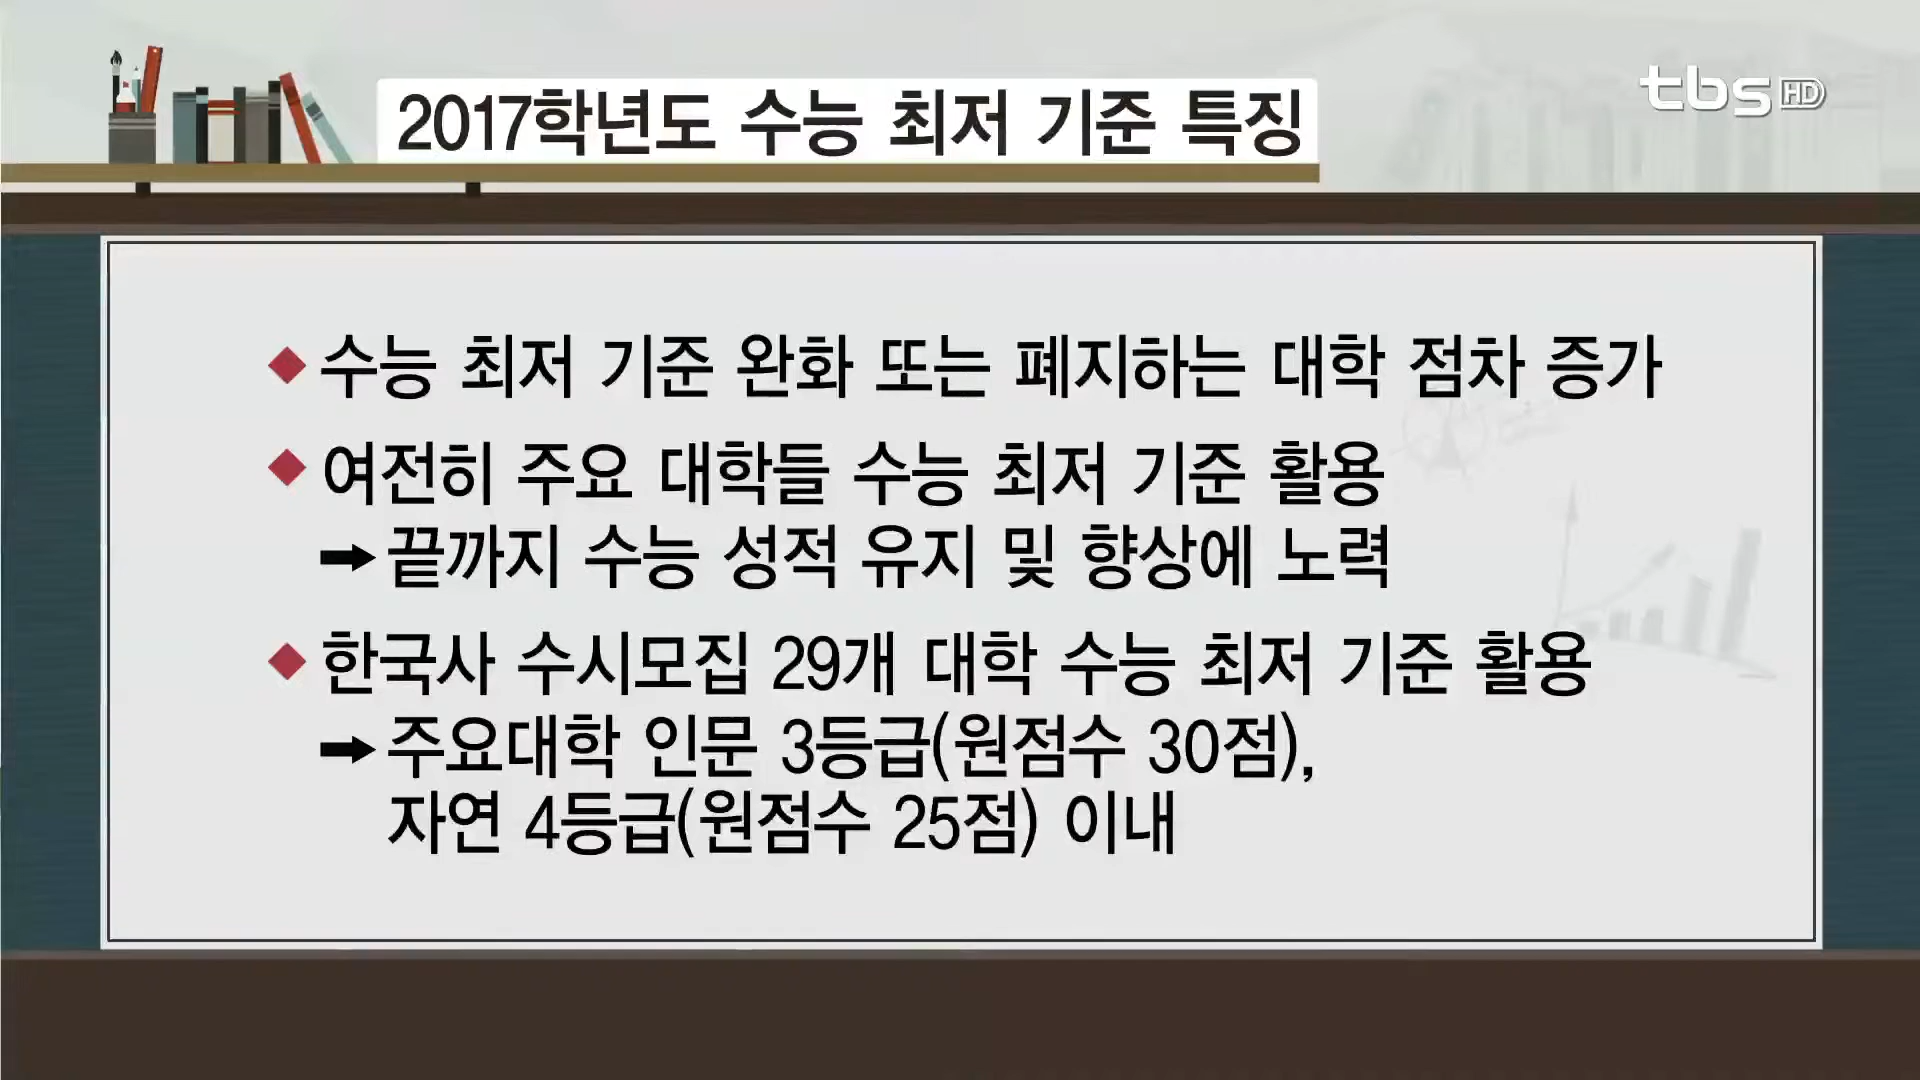 2017학년도 수능 최저 기준 특징
tbs HD
◆ 수능 최저 기준 완화 또는 폐지하는 대학 점차 증가
◆ 여전히 주요 대학들 수능 최저 기준 활용
➡ 끝까지 수능 성적 유지 및 향상에 노력
◆ 한국사 수시모집 29개 대학 수능 최저 기준 활용
➡ 주요대학 인문 3등급(원점수 30점),
자연 4등급(원점수 25점) 이내